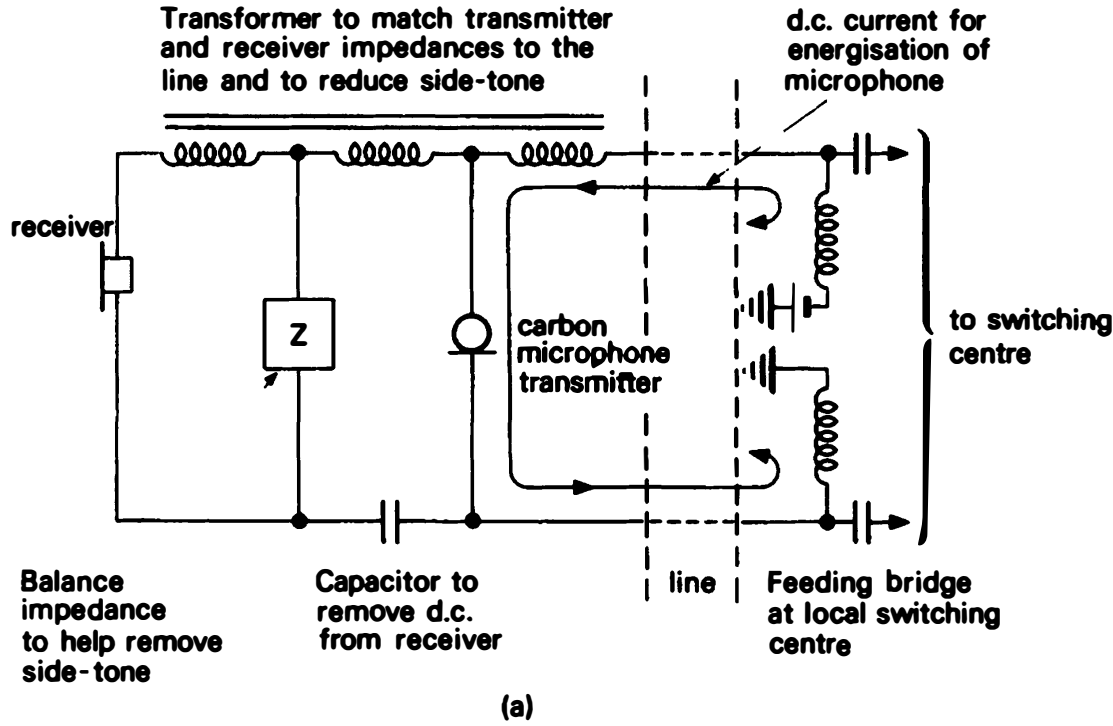 Transformer to match transmitter
and receiver impedances to the
line and to reduce side-tone
d.c. current for
energisation of
microphone
receiver
Z
carbon
microphone
transmitter
to switching
centre
Balance
impedance
to help remove
side-tone
Capacitor to
remove d.c.
from receiver
line
Feeding bridge
at local switching
centre
(a)